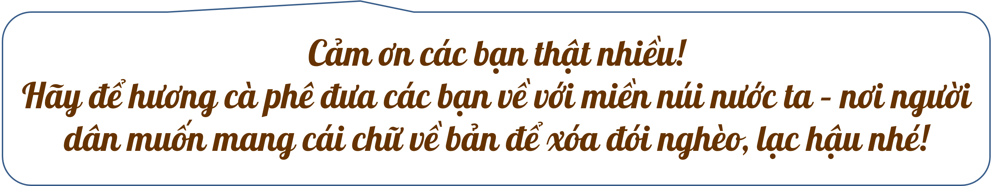 Cảm ơn các bạn thật nhiều!
Hãy để hương cà phê đưa các bạn về với miền núi nước ta - nơi người
dân muốn mang cái chữ về bản để xóa đói nghèo, lạc hậu nhé!